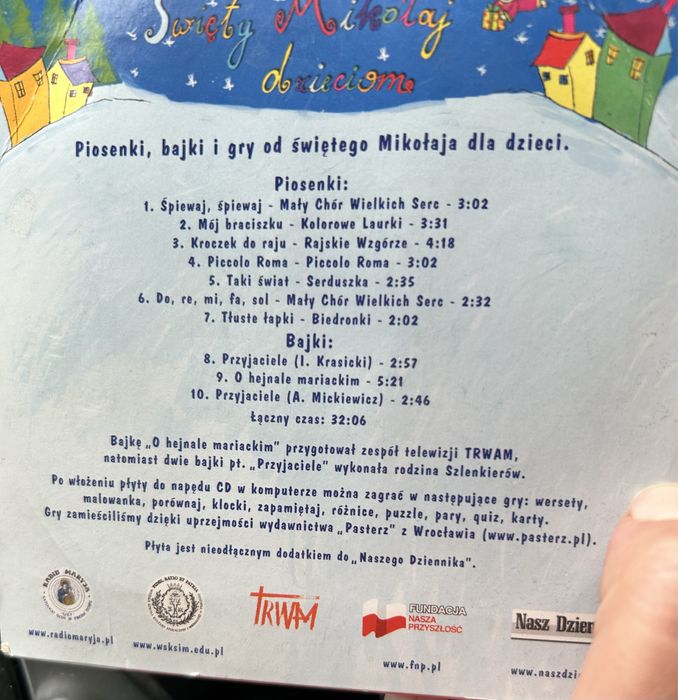 Święty Mikołaj
dzieciom
Piosenki, bajki i gry od świętego Mikołaja dla dzieci.
Piosenki:
1. Śpiewaj, śpiewaj - Mały Chór Wielkich Serc - 3:02
2. Mój braciszku - Kolorowe Laurki - 3:31
3. Kroczek do raju - Rajskie Wzgórze - 4:18
4. Piccolo Roma - Piccolo Roma - 3:02
5. Taki świat - Serduszka - 2:35
6. Do, re, mi, fa, sol - Mały Chór Wielkich Serc - 2:32
7. Tłuste łapki - Biedronki - 2:02
Bajki:
8. Przyjaciele (I. Krasicki) - 2:57
9. O hejnale mariackim - 5:21
10. Przyjaciele (A. Mickiewicz) - 2:46
Łączny czas: 32:06
Bajkę „O hejnale mariackim" przygotował zespół telewizji TRWAM,
natomiast dwie bajki pt. „Przyjaciele" wykonała rodzina Szlenkierów.
Po włożeniu płyty do napędu CD w komputerze można zagrać w następujące gry: wersety,
malowanka, porównaj, klocki, zapamiętaj, różnice, puzzle, pary, quiz, karty.
Gry zamieściliśmy dzięki uprzejmości wydawnictwa „Pasterz" z Wrocławia (www.pasterz.pl).
Płyta jest nieodłącznym dodatkiem do „Naszego Dziennika".
RADIO MARYJA
TRWAM
FUNDACJA
NASZA
PRZYSZŁOŚĆ
Nasz Dzien
www.radiomaryja.pl
www.wsksim.edu.pl
www.fnp.pl
www.naszdzie